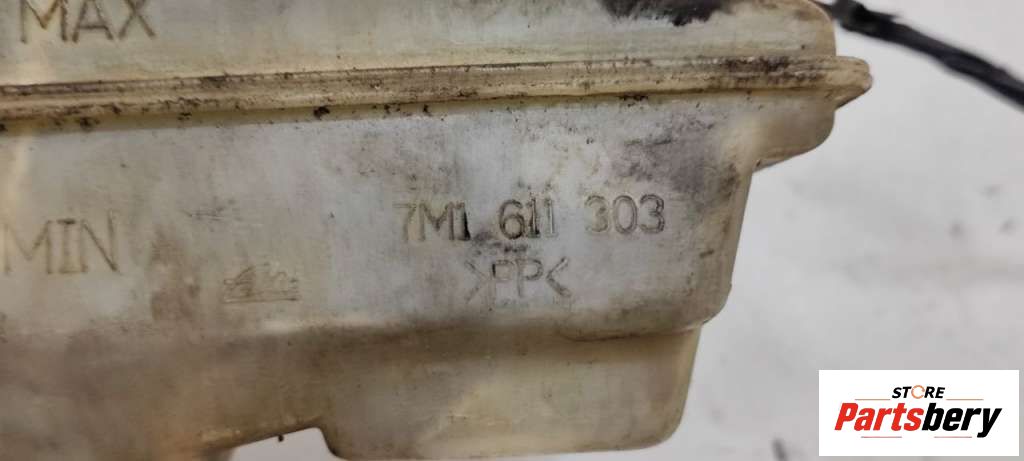 MAX
MIN
7M1 611 303
>PP<
STORE
Partsbery